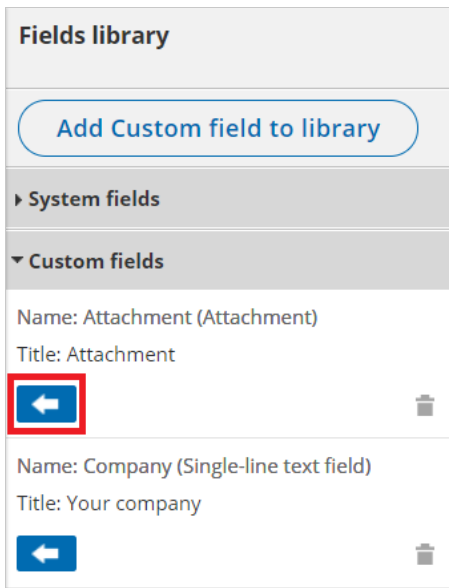 Fields library
Add Custom field to library
System fields
Custom fields
Name: Attachment (Attachment)
Title: Attachment
Name: Company (Single-line text field)
Title: Your company